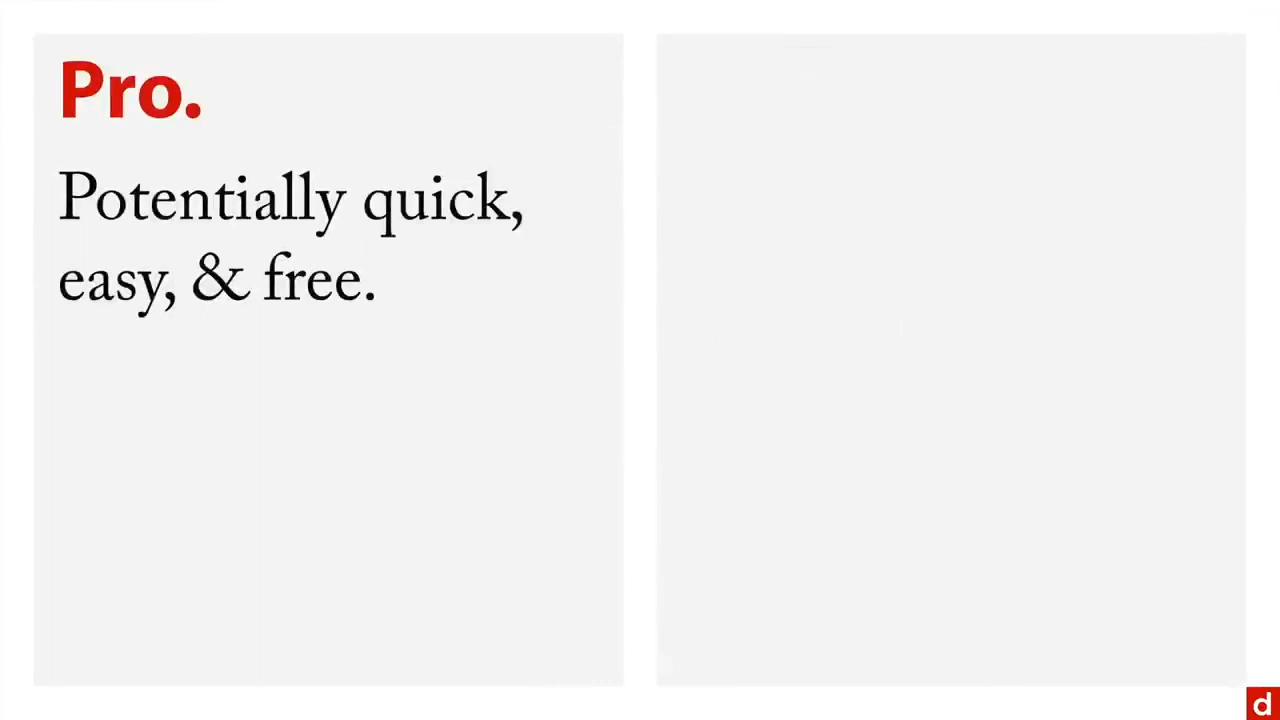 Pro.
Potentially quick,
easy, & free.
d